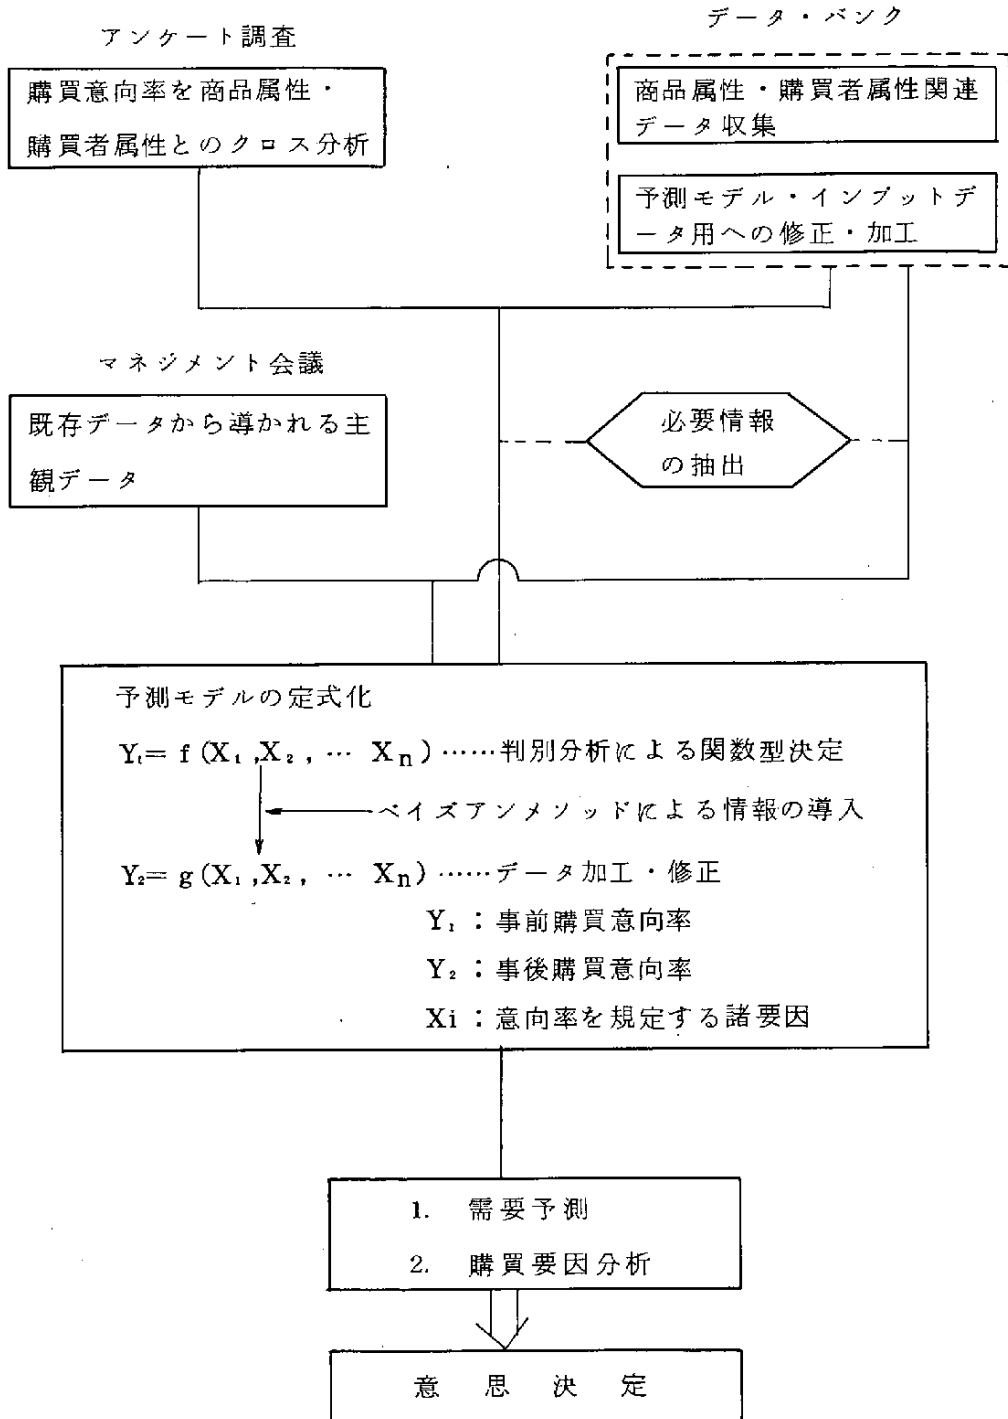 アンケート調査
購買意向率を商品属性・
購買者属性とのクロス分析
データ・バンク
商品属性・購買者属性関連
データ収集
予測モデル・インプットデ
ータ用への修正・加工
マネジメント会議
既存データから導かれる主
観データ
必要情報
の抽出
予測モデルの定式化
Y₁= f (X₁ ,X₂ , … Xn) ……判別分析による関数型決定
ベイズアンメソッドによる情報の導入
Y₂= g (X₁ ,X₂ , … Xn) ……データ加工・修正
Y₁ : 事前購買意向率
Y₂ : 事後購買意向率
Xi : 意向率を規定する諸要因
1. 需要予測
2. 購買要因分析
意思決定